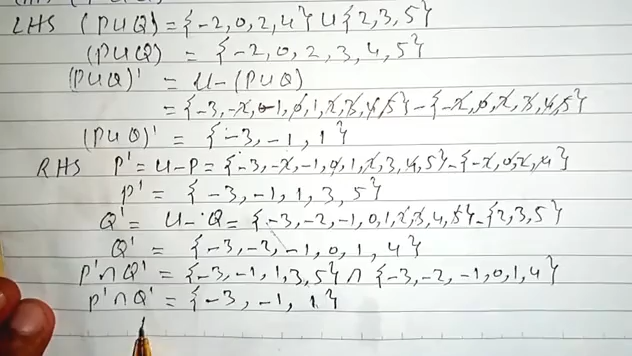 LHS (P∪Q) = {-2, 0, 2, 4} ∪ {2, 3, 5}
(P∪Q) = {-2, 0, 2, 3, 4, 5}
(P∪Q)' = U - (P∪Q)
= {-3, -2, -1, 0, 1, 2, 3, 4, 5} - {-2, 0, 2, 3, 4, 5}
(P∪Q)' = {-3, -1, 1}
RHS P' = U - P = {-3, -2, -1, 0, 1, 2, 3, 4, 5} - {-2, 0, 2, 4}
P' = {-3, -1, 1, 3, 5}
Q' = U - Q = {-3, -2, -1, 0, 1, 2, 3, 4, 5} - {2, 3, 5}
Q' = {-3, -2, -1, 0, 1, 4}
P'∩Q' = {-3, -1, 1, 3, 5} ∩ {-3, -2, -1, 0, 1, 4}
P'∩Q' = {-3, -1, 1}